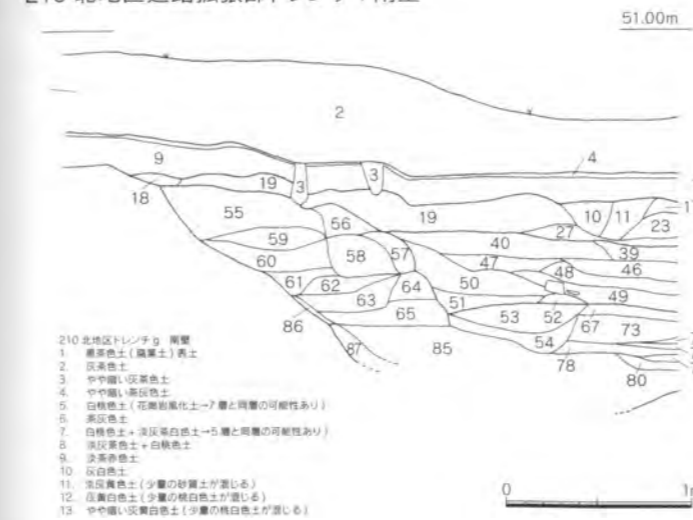 51.00m
2
4
9
3
3
18
19
19
10
11
1
23
55
56
27
40
39
59
58
57
47
48
46
60
61
62
64
50
49
63
51
52
86
65
53
67
73
87
85
54
78
80
210 北地区トレンチg 南壁
1. 黒茶色土(腐葉土)表土
2. 灰茶色土
3. やや暗い灰茶色土
4. やや暗い茶灰色土
5. 白桃色土(花崗岩風化土→7層と同層の可能性あり)
6. 茶灰色土
7. 白桃色土+淡灰茶白色土→5層と同層の可能性あり)
8. 淡灰茶色土+白桃色土
9. 淡茶赤色土
10. 灰白色土
11. 淡灰黄色土(少量の砂質土が混じる)
12. 灰黄白色土(少量の桃白色土が混じる)
13. やや暗い灰黄白色土(少量の桃白色土が混じる)
0